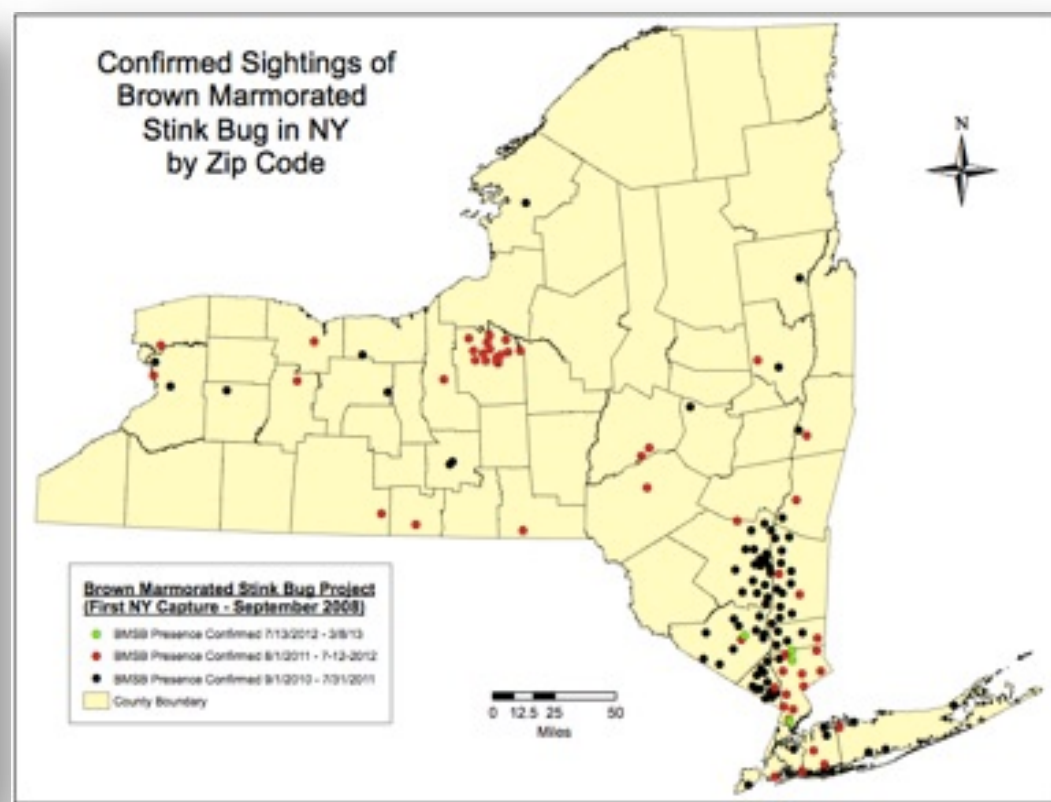 Confirmed Sightings of
Brown Marmorated
Stink Bug in NY
by Zip Code
N
Brown Marmorated Stink Bug Project
(First NY Capture - September 2008)
BMSB Presence Confirmed 7/13/2012 - 3/8/13
BMSB Presence Confirmed 8/1/2011 - 7-12-2012
BMSB Presence Confirmed 9/1/2010 - 7/31/2011
County Boundary
0 12.5 25 50
Miles